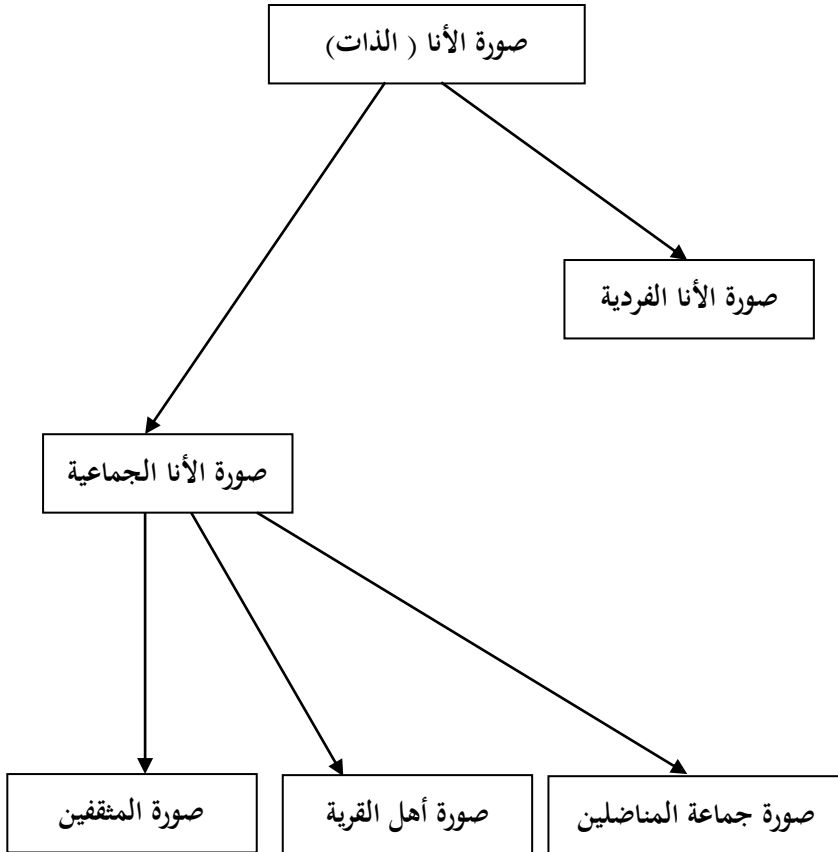 صورة الأنا ( الذات)
صورة الأنا الفردية
صورة الأنا الجماعية
صورة جماعة المناضلين
صورة أهل القرية
صورة المثقفين